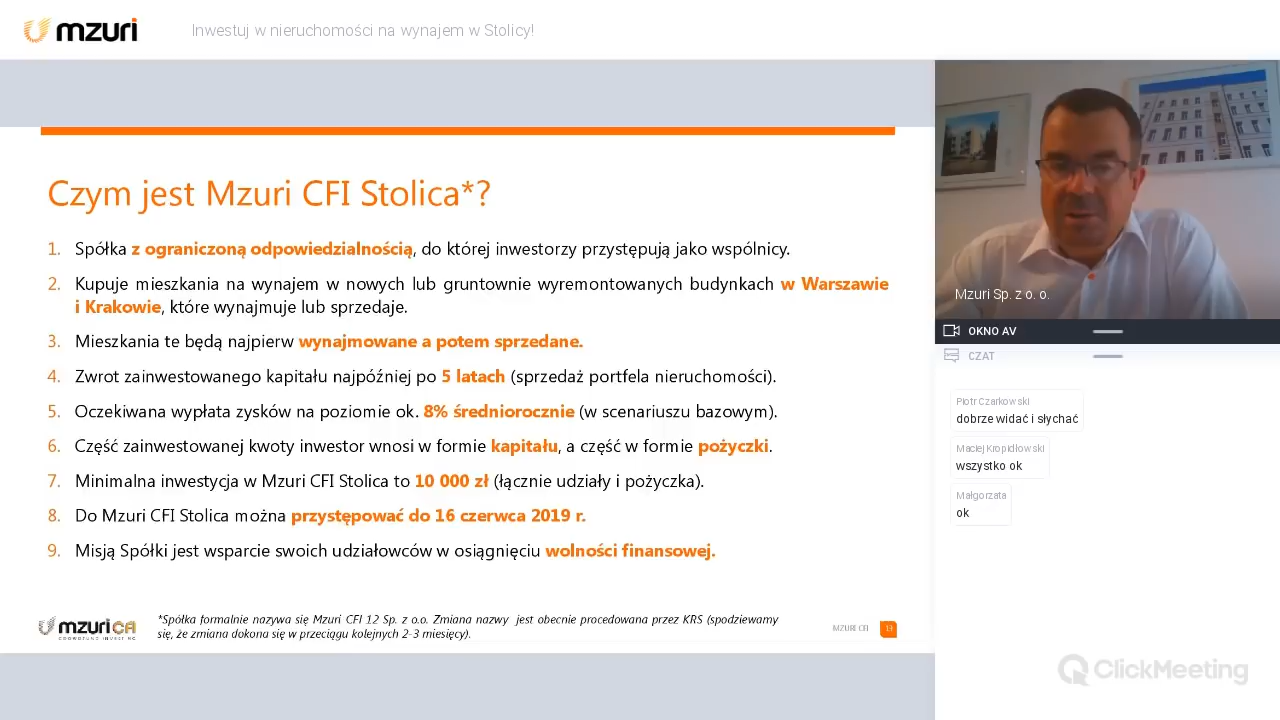 mzuri
Inwestuj w nieruchomości na wynajem w Stolicy!
Czym jest Mzuri CFI Stolica*?
1. Spółka z ograniczoną odpowiedzialnością, do której inwestorzy przystępują jako wspólnicy.
2. Kupuje mieszkania na wynajem w nowych lub gruntownie wyremontowanych budynkach w Warszawie
i Krakowie, które wynajmuje lub sprzedaje.
3. Mieszkania te będą najpierw wynajmowane a potem sprzedane.
4. Zwrot zainwestowanego kapitału najpóźniej po 5 latach (sprzedaż portfela nieruchomości).
5. Oczekiwana wypłata zysków na poziomie ok. 8% średniorocznie (w scenariuszu bazowym).
6. Część zainwestowanej kwoty inwestor wnosi w formie kapitału, a część w formie pożyczki.
7. Minimalna inwestycja w Mzuri CFI Stolica to 10 000 zł (łącznie udziały i pożyczka).
8. Do Mzuri CFI Stolica można przystępować do 16 czerwca 2019 r.
9. Misją Spółki jest wsparcie swoich udziałowców w osiągnięciu wolności finansowej.
mzuri CFI
CROWDFUND INVESTING
*Spółka formalnie nazywa się Mzuri CFI 12 Sp. z o.o. Zmiana nazwy jest obecnie procedowana przez KRS (spodziewamy
się, że zmiana dokona się w przeciągu kolejnych 2-3 miesięcy).
MZURI CFI
13
Mzuri Sp. z o. o.
OKNO AV
CZAT
Piotr Czarkowski
dobrze widać i słychać
Maciej Kropidłowski
wszystko ok
Małgorzata
ok
ClickMeeting